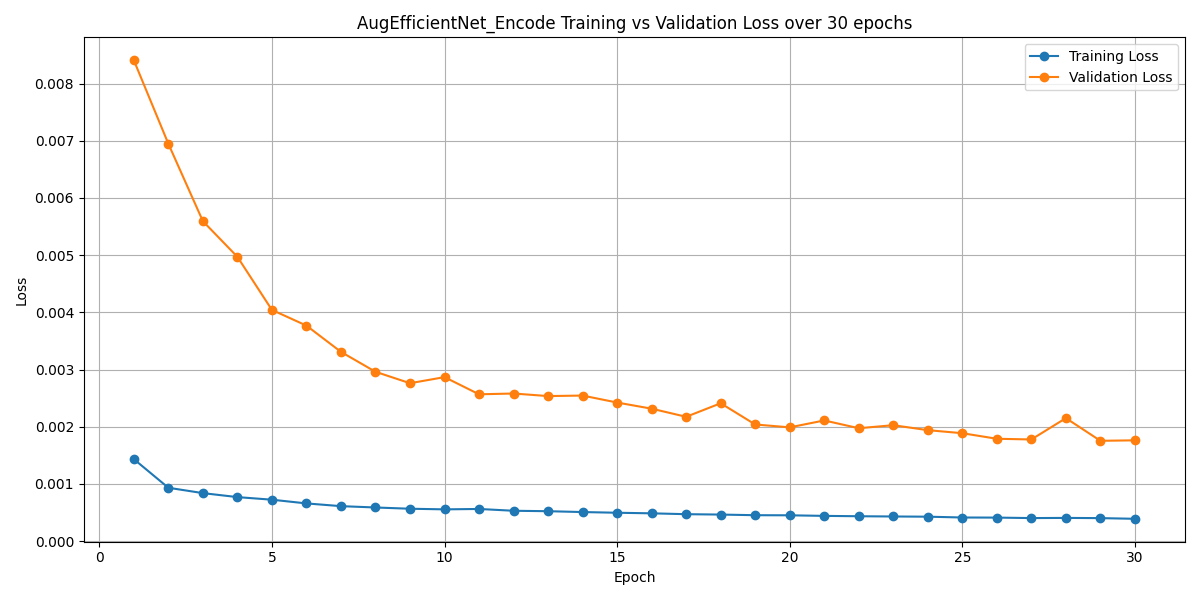 AugEfficientNet_Encode Training vs Validation Loss over 30 epochs
Training Loss
Validation Loss
0.008
0.007
0.006
0.005
0.004
0.003
0.002
0.001
0.000
Loss
0 5 10 15 20 25 30
Epoch